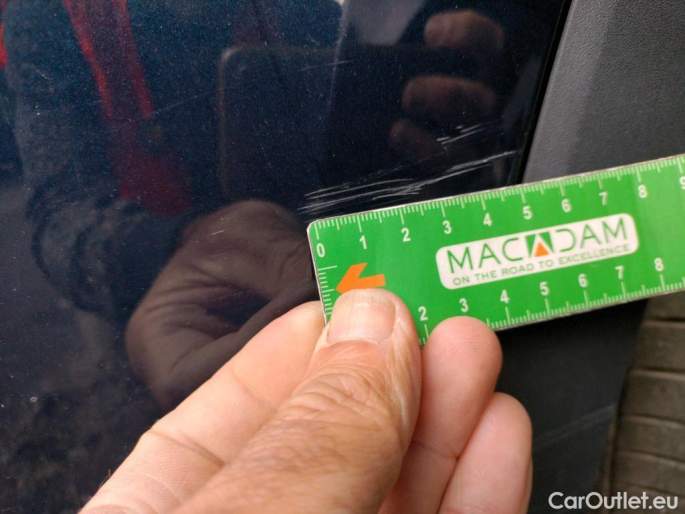 0 1 2 3 4 5 6 7 8 9
MACADAM
ON THE ROAD TO EXCELLENCE
2 3 4 5 6 7 8
CarOutlet.eu